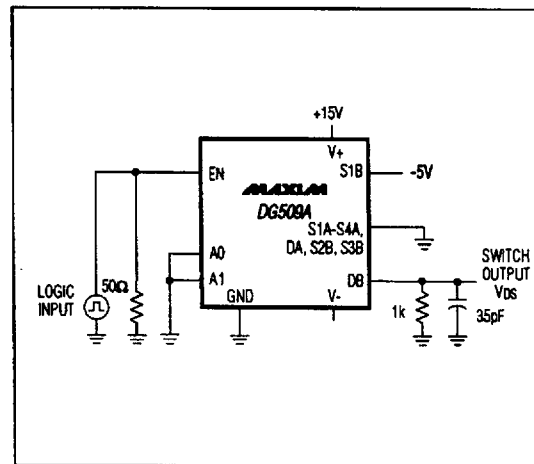 +15V
V+
EN
S1B
-5V
MAXIM
DG509A
S1A-S4A,
DA, S2B, S3B
A0
A1
DB
SWITCH
OUTPUT
VDS
LOGIC
INPUT
50Ω
GND
V-
1k
35pF